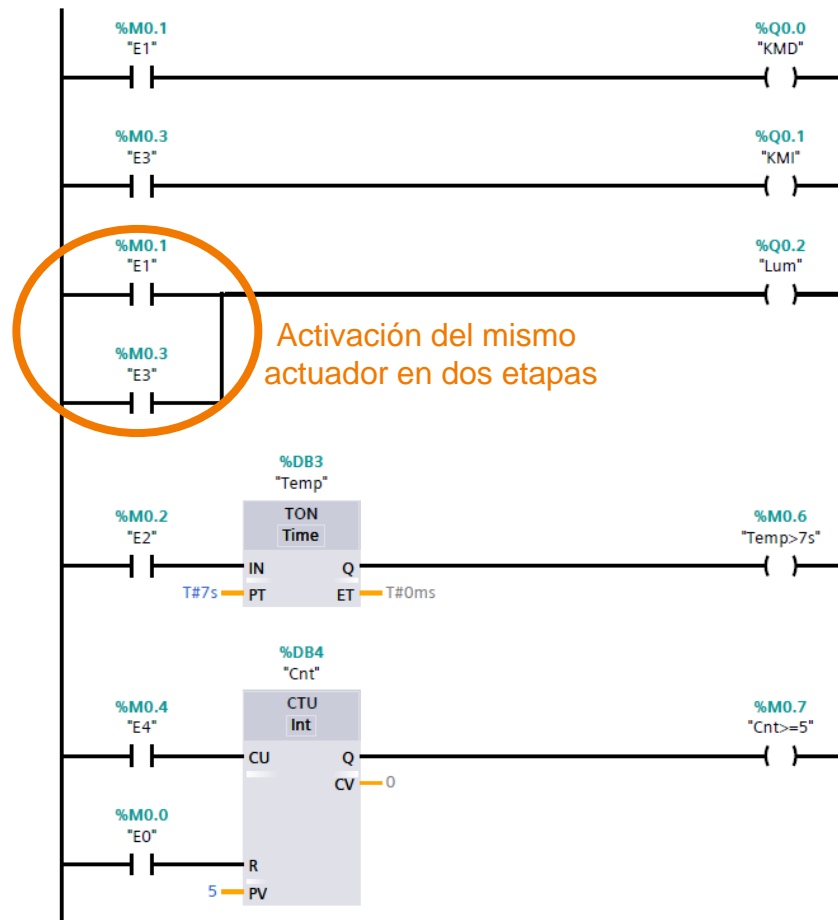 %M0.1
"E1"
%Q0.0
"KMD"
%M0.3
"E3"
%Q0.1
"KMI"
%M0.1
"E1"
%Q0.2
"Lum"
Activación del mismo
actuador en dos etapas
%M0.3
"E3"
%DB3
"Temp"
TON
Time
%M0.2
"E2"
%M0.6
"Temp>7s"
IN
Q
T#7s
PT
ET
T#0ms
%DB4
"Cnt"
CTU
Int
%M0.4
"E4"
%M0.7
"Cnt>=5"
CU
Q
CV
0
%M0.0
"E0"
R
5
PV